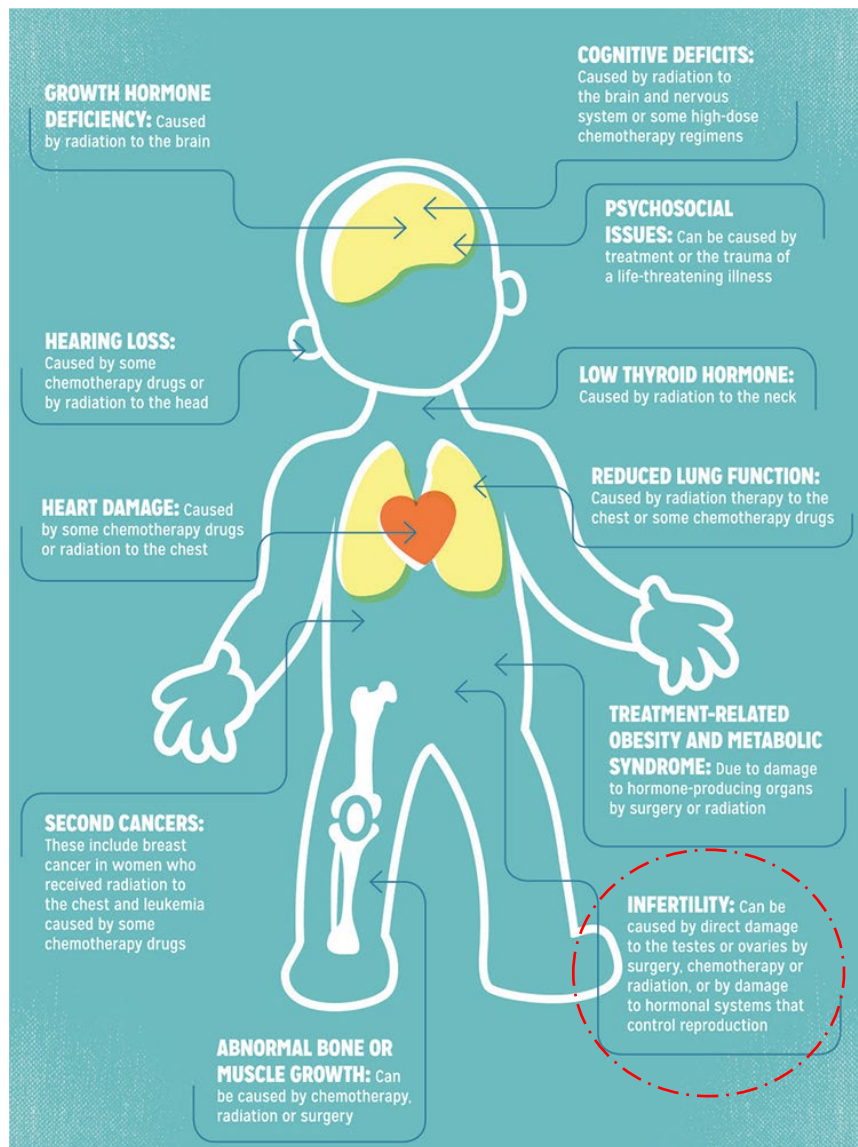 GROWTH HORMONE
DEFICIENCY: Caused
by radiation to the brain
COGNITIVE DEFICITS:
Caused by radiation to
the brain and nervous
system or some high-dose
chemotherapy regimens
PSYCHOSOCIAL
ISSUES: Can be caused by
treatment or the trauma of
a life-threatening illness
HEARING LOSS:
Caused by some
chemotherapy drugs or
by radiation to the head
LOW THYROID HORMONE:
Caused by radiation to the neck
HEART DAMAGE: Caused
by some chemotherapy drugs
or radiation to the chest
REDUCED LUNG FUNCTION:
Caused by radiation therapy to the
chest or some chemotherapy drugs
TREATMENT-RELATED
OBESITY AND METABOLIC
SYNDROME: Due to damage
to hormone-producing organs
by surgery or radiation
SECOND CANCERS:
These include breast
cancer in women who
received radiation to
the chest and leukemia
caused by some
chemotherapy drugs
INFERTILITY: Can be
caused by direct damage
to the testes or ovaries by
surgery, chemotherapy or
radiation, or by damage
to hormonal systems that
control reproduction
ABNORMAL BONE OR
MUSCLE GROWTH: Can
be caused by chemotherapy,
radiation or surgery